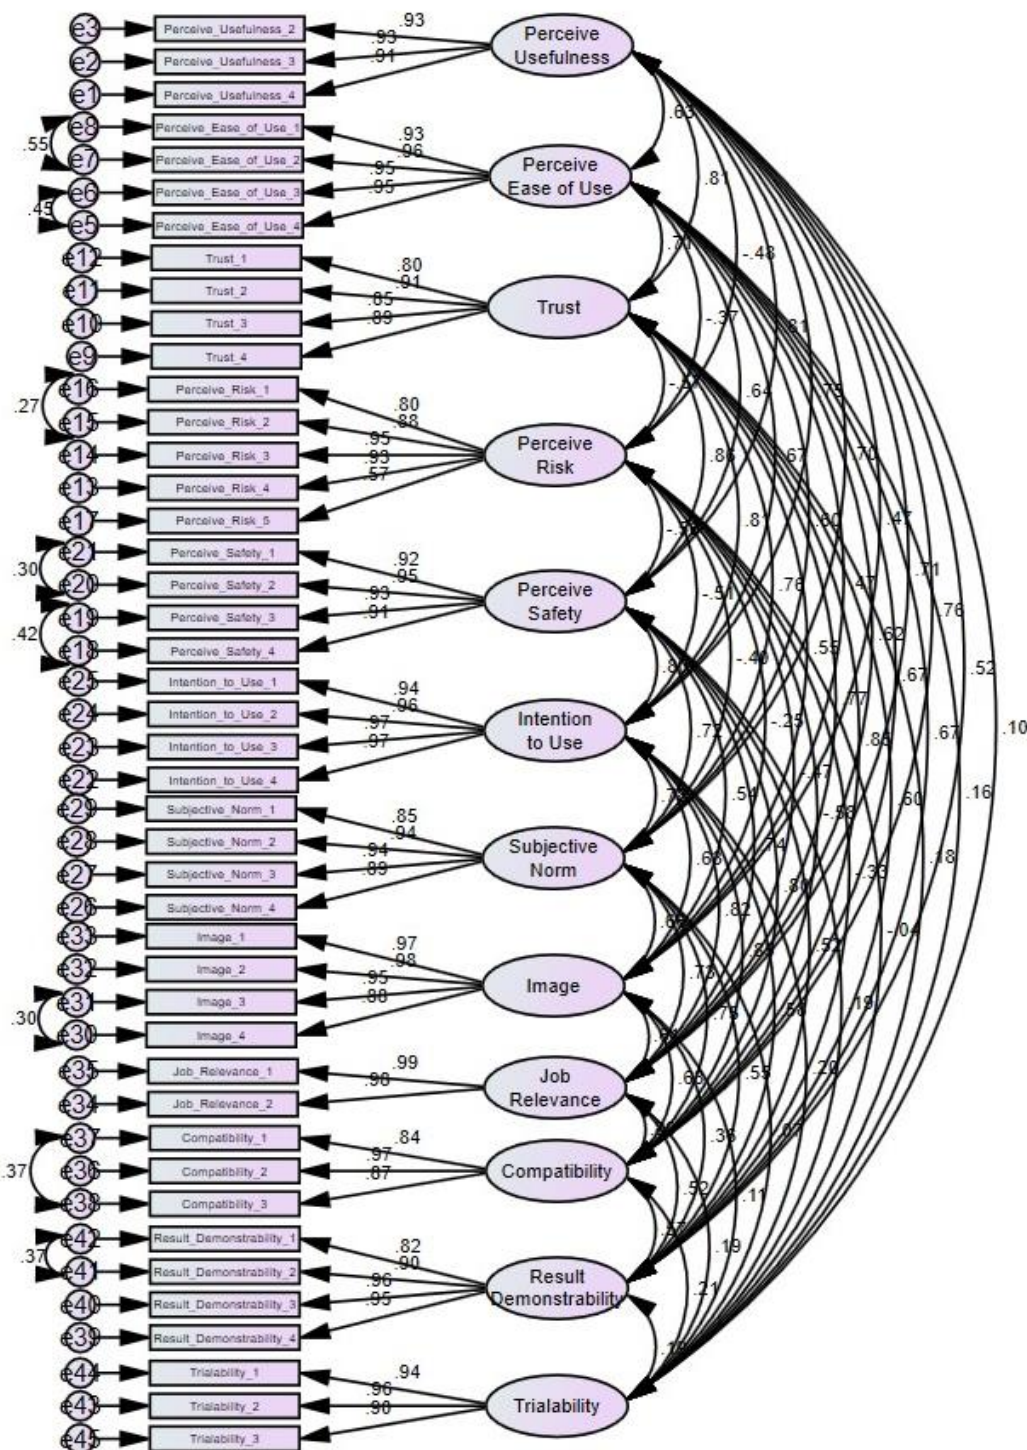 e3 Perceive_Usefulness_2 .93
e2 Perceive_Usefulness_3 .93
e1 Perceive_Usefulness_4 .91
Perceive
Usefulness
e8 Perceive_Ease_of_Use_1 .93
e7 Perceive_Ease_of_Use_2 .96
e6 Perceive_Ease_of_Use_3 .95
e5 Perceive_Ease_of_Use_4 .95
.55
.45
Perceive
Ease of Use
e12 Trust_1 .80
e11 Trust_2 .91
e10 Trust_3 .85
e9 Trust_4 .89
Trust
e16 Perceive_Risk_1 .80
e15 Perceive_Risk_2 .88
e14 Perceive_Risk_3 .95
e13 Perceive_Risk_4 .93
e17 Perceive_Risk_5 .57
.27
Perceive
Risk
e21 Perceive_Safety_1 .92
e20 Perceive_Safety_2 .95
e19 Perceive_Safety_3 .93
e18 Perceive_Safety_4 .91
.30
.42
Perceive
Safety
e25 Intention_to_Use_1 .94
e24 Intention_to_Use_2 .96
e23 Intention_to_Use_3 .97
e22 Intention_to_Use_4 .97
Intention
to Use
e29 Subjective_Norm_1 .85
e28 Subjective_Norm_2 .94
e27 Subjective_Norm_3 .94
e26 Subjective_Norm_4 .89
Subjective
Norm
e33 Image_1 .97
e32 Image_2 .98
e31 Image_3 .95
e30 Image_4 .88
.30
Image
e35 Job_Relevance_1 .99
e34 Job_Relevance_2 .98
Job
Relevance
e37 Compatibility_1 .84
e36 Compatibility_2 .97
e38 Compatibility_3 .87
.37
Compatibility
e42 Result_Demonstrability_1 .82
e41 Result_Demonstrability_2 .90
e40 Result_Demonstrability_3 .96
e39 Result_Demonstrability_4 .95
.37
Result
Demonstrability
e44 Trialability_1 .94
e43 Trialability_2 .96
e45 Trialability_3 .90
Trialability
.63
.81
-.48
.81
.75
.70
.47
.71
.76
.52
.10
-.37
.64
.67
.60
.47
.62
.67
.67
.16
.81
.76
.55
.77
.60
.18
-.51
-.40
-.25
-.47
-.33
-.04
.72
.54
.74
.52
.19
.82
.20
.73
.55
.36
.11
.52
.19
.21